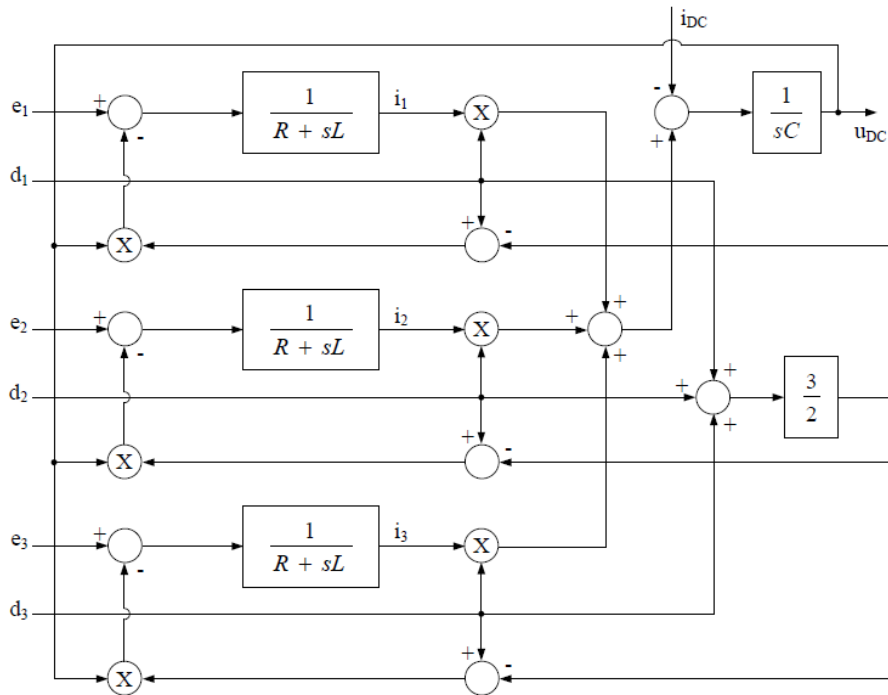 i_DC
e_1 + - 1 / R + sL i_1 X - + 1 / sC u_DC
d_1
X + -
e_2 + - 1 / R + sL i_2 X + + +
d_2 + + + 3 / 2
X + -
e_3 + - 1 / R + sL i_3 X
d_3
X + -